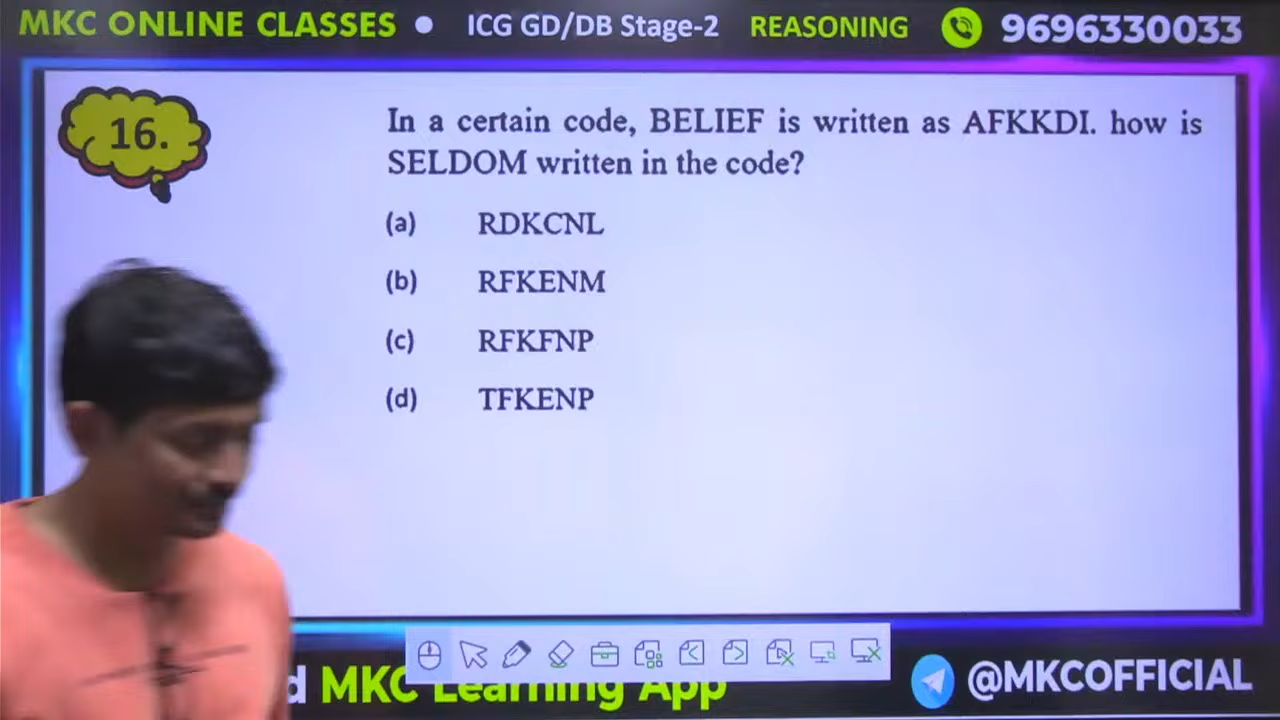 MKC ONLINE CLASSES ● ICG GD/DB Stage-2 REASONING 9696330033
16.
In a certain code, BELIEF is written as AFKKDI. how is
SELDOM written in the code?
(a) RDKCNL
(b) RFKENM
(c) RFKFNP
(d) TFKENP
d MKC Learning App @MKCOFFICIAL